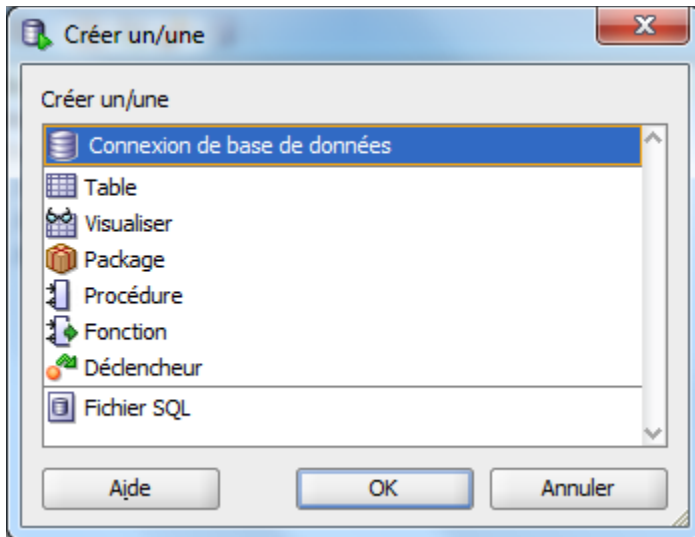 Créer un/une
Créer un/une
Connexion de base de données
Table
Visualiser
Package
Procédure
Fonction
Déclencheur
Fichier SQL
Aide
OK
Annuler